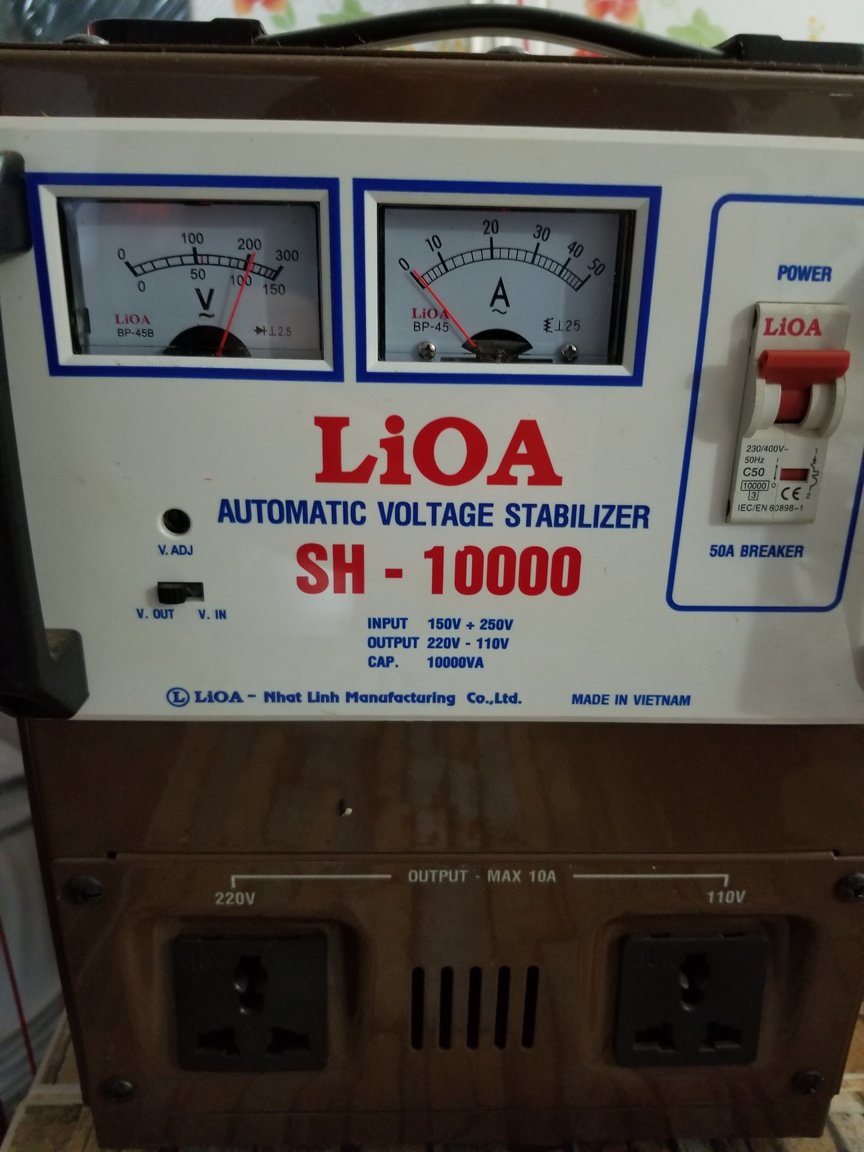 0 100 200 300
0 50 100 150
V
LiOA
BP-45B
2.5
0 10 20 30 40 50
A
LiOA
BP-45
25
POWER
LiOA
230/400V~
50Hz
C50
10000
3
CE
IEC/EN 60898-1
50A BREAKER
LiOA
AUTOMATIC VOLTAGE STABILIZER
SH - 10000
V. ADJ
V. OUT V. IN
INPUT 150V ÷ 250V
OUTPUT 220V - 110V
CAP. 10000VA
LiOA - Nhat Linh Manufacturing Co.,Ltd. MADE IN VIETNAM
OUTPUT - MAX 10A
220V 110V